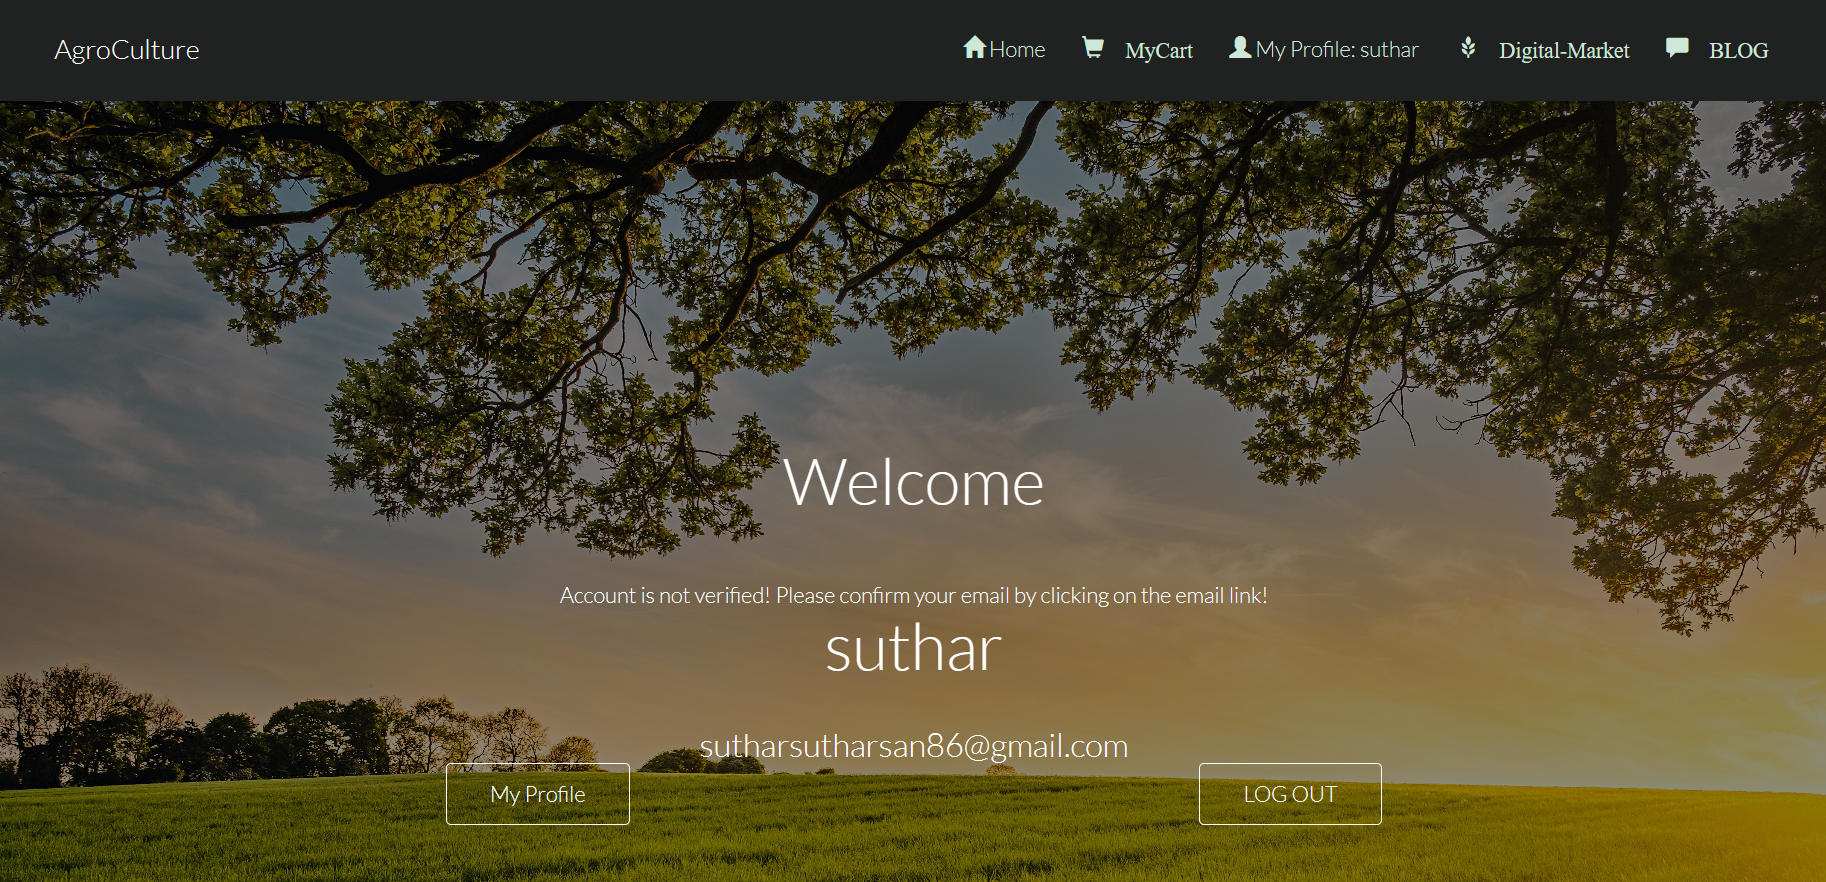 AgroCulture
Home
MyCart
My Profile: suthar
Digital-Market
BLOG
Welcome
Account is not verified! Please confirm your email by clicking on the email link!
suthar
sutharsutharsan86@gmail.com
My Profile
LOG OUT